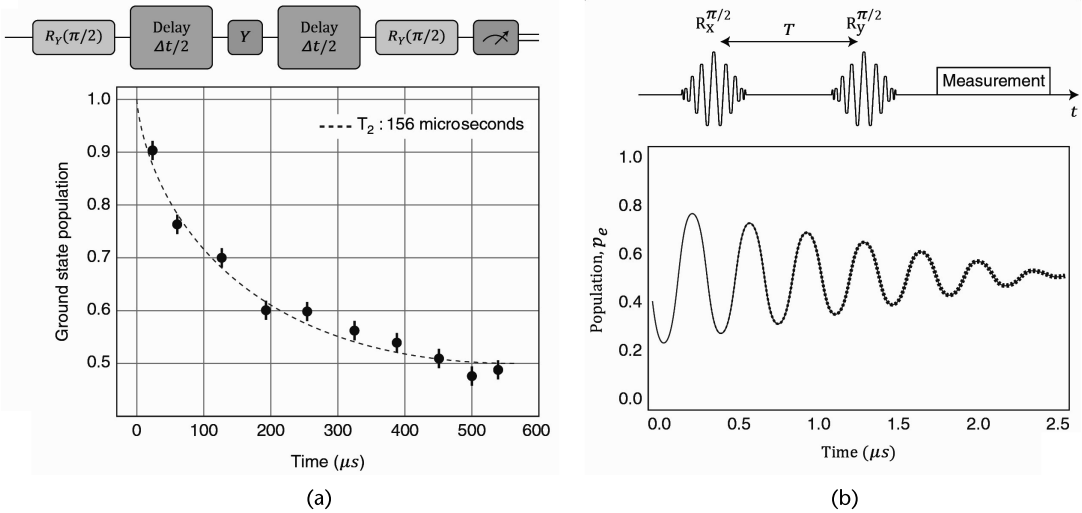 R_Y(π/2)
Delay
Δt/2
Y
Delay
Δt/2
R_Y(π/2)
1.0
0.9
0.8
0.7
0.6
0.5
Ground state population
T₂ : 156 microseconds
0
100
200
300
400
500
600
Time (μs)
(a)
R_x^π/2
T
R_y^π/2
Measurement
t
1.0
0.8
0.6
0.4
0.2
0.0
Population, p_e
0.0
0.5
1.0
1.5
2.0
2.5
Time (μs)
(b)